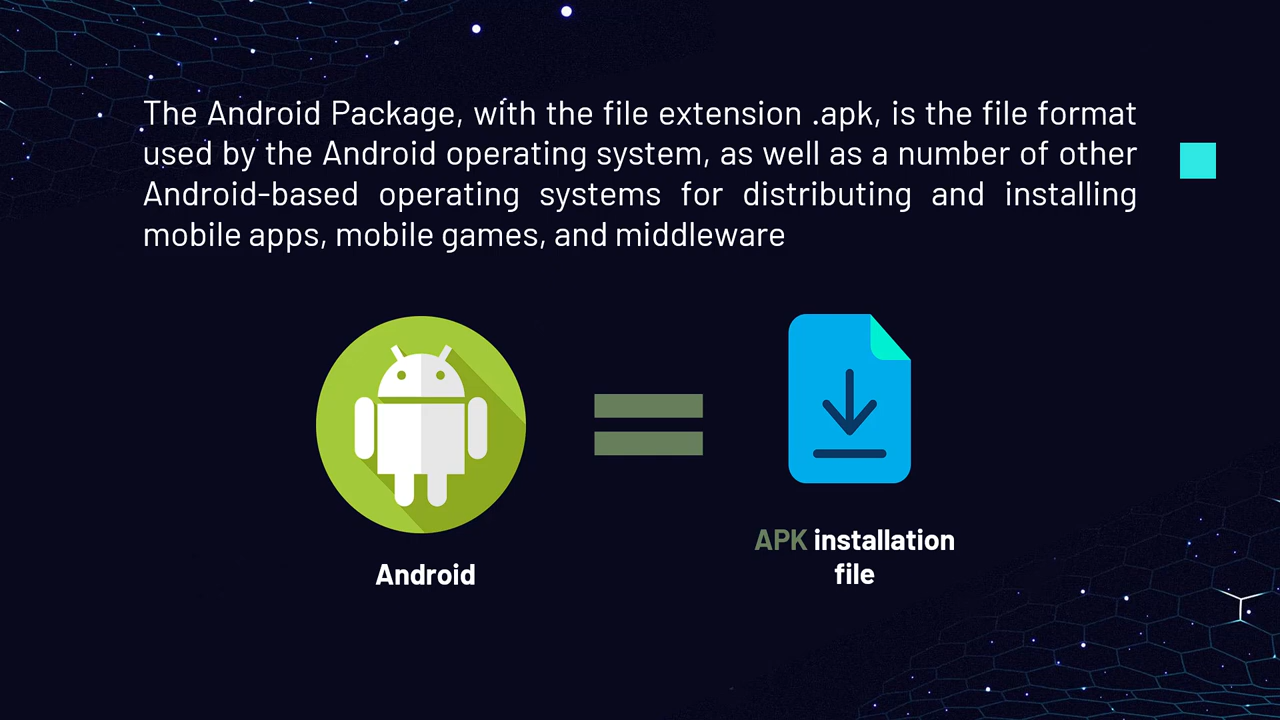 The Android Package, with the file extension .apk, is the file format
used by the Android operating system, as well as a number of other
Android-based operating systems for distributing and installing
mobile apps, mobile games, and middleware
Android
APK installation
file